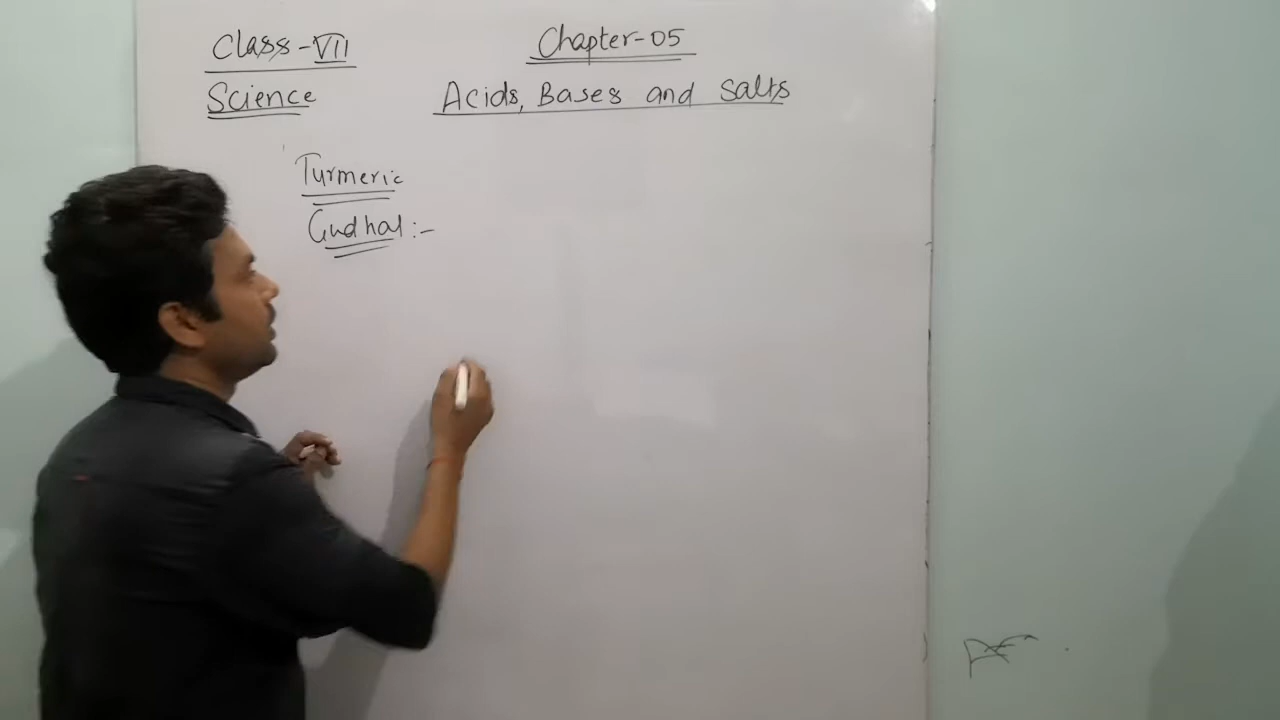 Class-VII
Science
Chapter-05
Acids, Bases and Salts
Turmeric
Gudhal :-